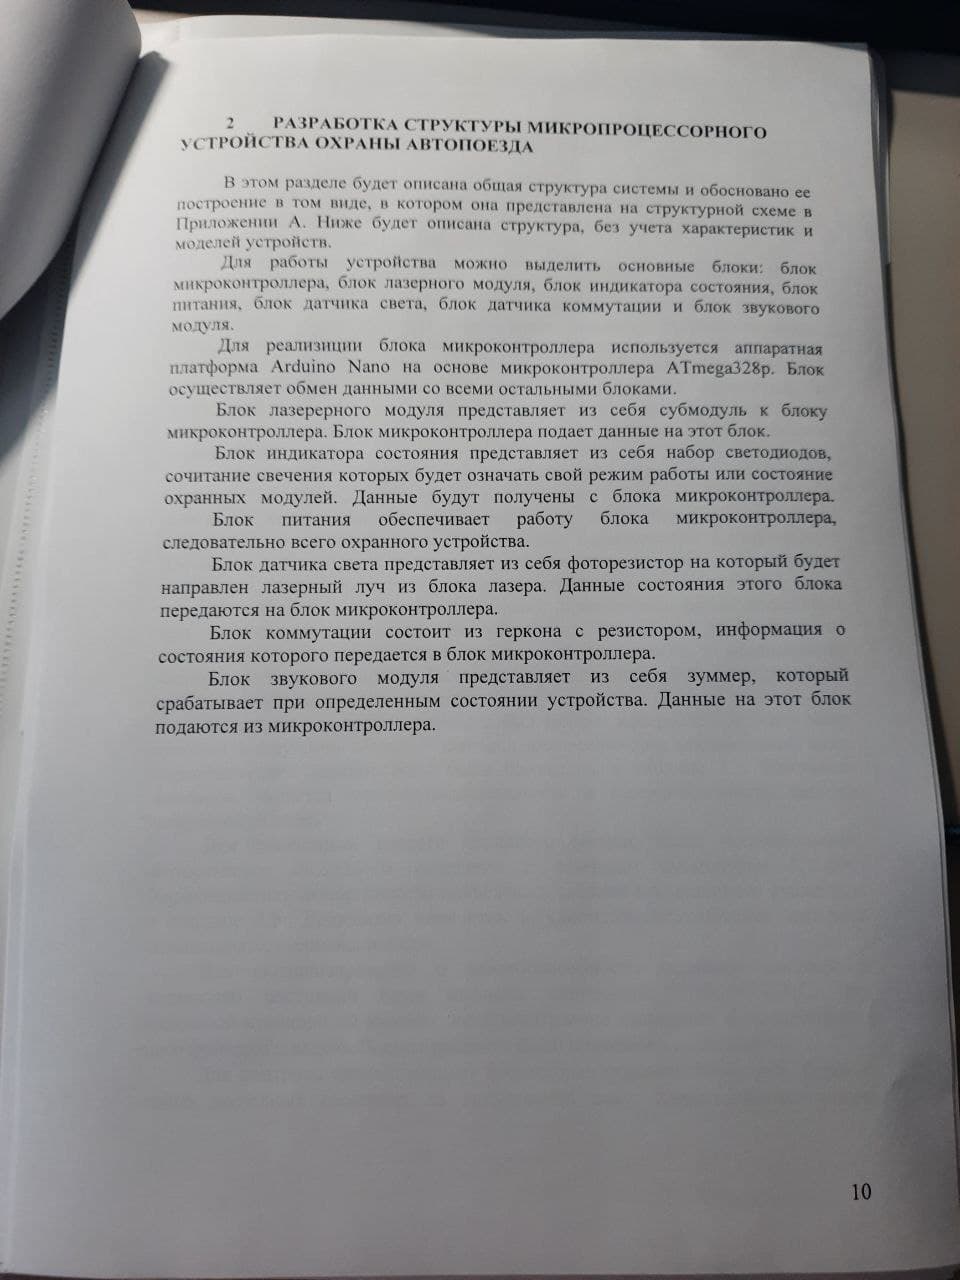 2 РАЗРАБОТКА СТРУКТУРЫ МИКРОПРОЦЕССОРНОГО
УСТРОЙСТВА ОХРАНЫ АВТОПОЕЗДА
В этом разделе будет описана общая структура системы и обосновано ее
построение в том виде, в котором она представлена на структурной схеме в
Приложении А. Ниже будет описана структура, без учета характеристик и
моделей устройств.
Для работы устройства можно выделить основные блоки: блок
микроконтроллера, блок лазерного модуля, блок индикатора состояния, блок
питания, блок датчика света, блок датчика коммутации и блок звукового
модуля.
Для реализиции блока микроконтроллера используется аппаратная
платформа Arduino Nano на основе микроконтроллера ATmega328p. Блок
осуществляет обмен данными со всеми остальными блоками.
Блок лазерерного модуля представляет из себя субмодуль к блоку
микроконтроллера. Блок микроконтроллера подает данные на этот блок.
Блок индикатора состояния представляет из себя набор светодиодов,
сочитание свечения которых будет означать свой режим работы или состояние
охранных модулей. Данные будут получены с блока микроконтроллера.
Блок питания обеспечивает работу блока микроконтроллера,
следовательно всего охранного устройства.
Блок датчика света представляет из себя фоторезистор на который будет
направлен лазерный луч из блока лазера. Данные состояния этого блока
передаются на блок микроконтроллера.
Блок коммутации состоит из геркона с резистором, информация о
состояния которого передается в блок микроконтроллера.
Блок звукового модуля представляет из себя зуммер, который
срабатывает при определенным состоянии устройства. Данные на этот блок
подаются из микроконтроллера.
10